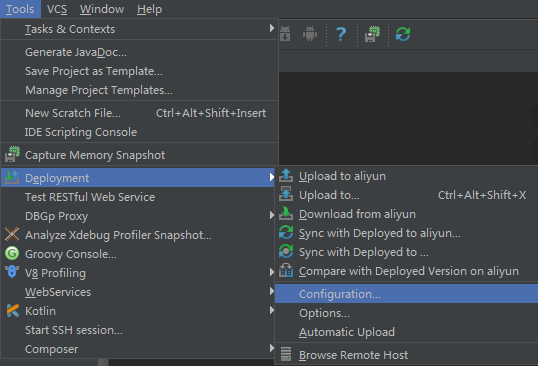 Tools VCS Window Help
Tasks & Contexts
Generate JavaDoc...
Save Project as Template...
Manage Project Templates...
New Scratch File... Ctrl+Alt+Shift+Insert
IDE Scripting Console
Capture Memory Snapshot
Deployment
Test RESTful Web Service
DBGp Proxy
Analyze Xdebug Profiler Snapshot...
Groovy Console...
V8 Profiling
WebServices
Kotlin
Start SSH session...
Composer
Upload to aliyun
Upload to... Ctrl+Alt+Shift+X
Download from aliyun
Sync with Deployed to aliyun...
Sync with Deployed to ...
Compare with Deployed Version on aliyun
Configuration...
Options...
Automatic Upload
Browse Remote Host